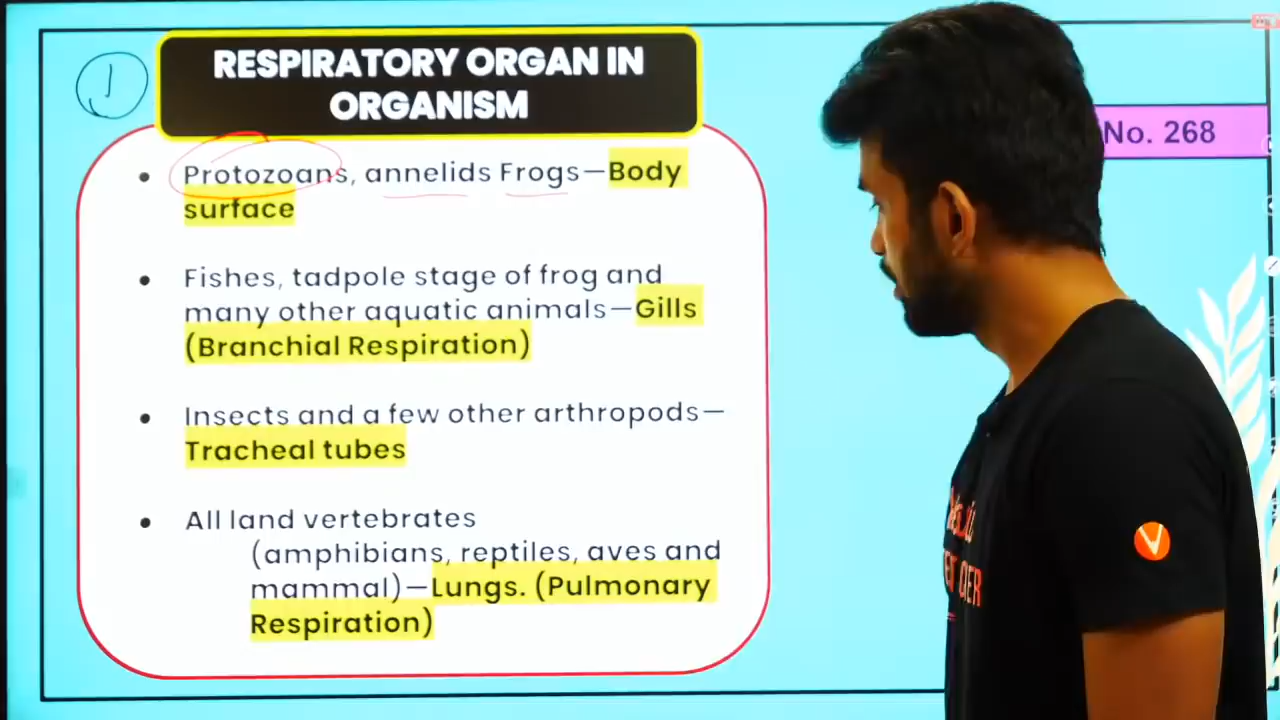 1
RESPIRATORY ORGAN IN
ORGANISM
No. 268
• Protozoans, annelids Frogs—Body
surface
• Fishes, tadpole stage of frog and
many other aquatic animals—Gills
(Branchial Respiration)
• Insects and a few other arthropods—
Tracheal tubes
• All land vertebrates
(amphibians, reptiles, aves and
mammal)—Lungs. (Pulmonary
Respiration)
V